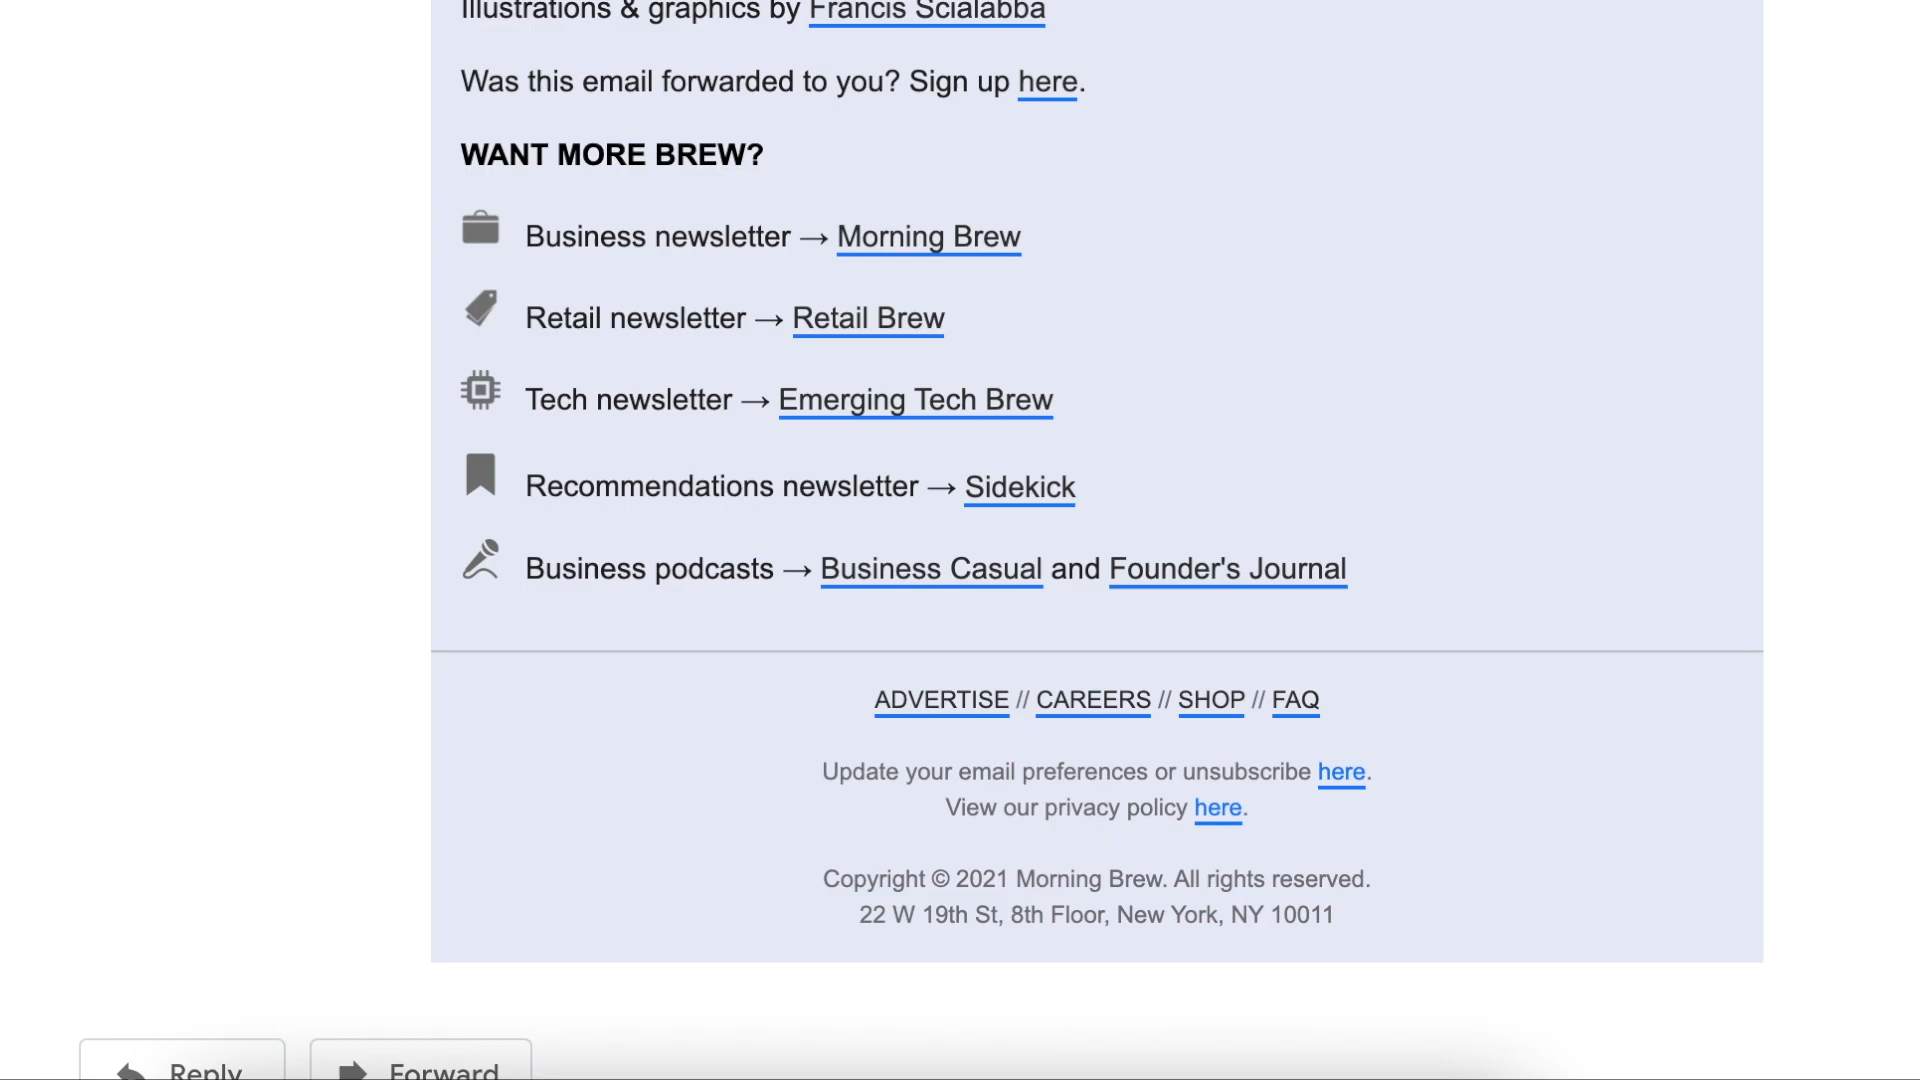 Illustrations & graphics by Francis Scialabba
Was this email forwarded to you? Sign up here.
WANT MORE BREW?
Business newsletter → Morning Brew
Retail newsletter → Retail Brew
Tech newsletter → Emerging Tech Brew
Recommendations newsletter → Sidekick
Business podcasts → Business Casual and Founder's Journal
ADVERTISE // CAREERS // SHOP // FAQ
Update your email preferences or unsubscribe here.
View our privacy policy here.
Copyright © 2021 Morning Brew. All rights reserved.
22 W 19th St, 8th Floor, New York, NY 10011
Reply Forward